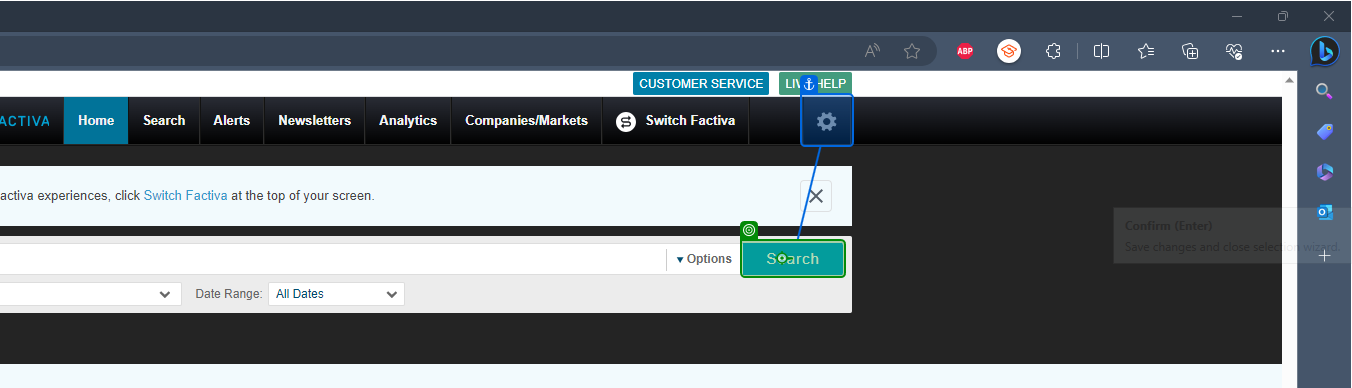 ABP
CUSTOMER SERVICE LIVE HELP
ACTIVA Home Search Alerts Newsletters Analytics Companies/Markets Switch Factiva
activa experiences, click Switch Factiva at the top of your screen.
Confirm (Enter)
Save changes and close selection wizard.
Options Search
Date Range: All Dates